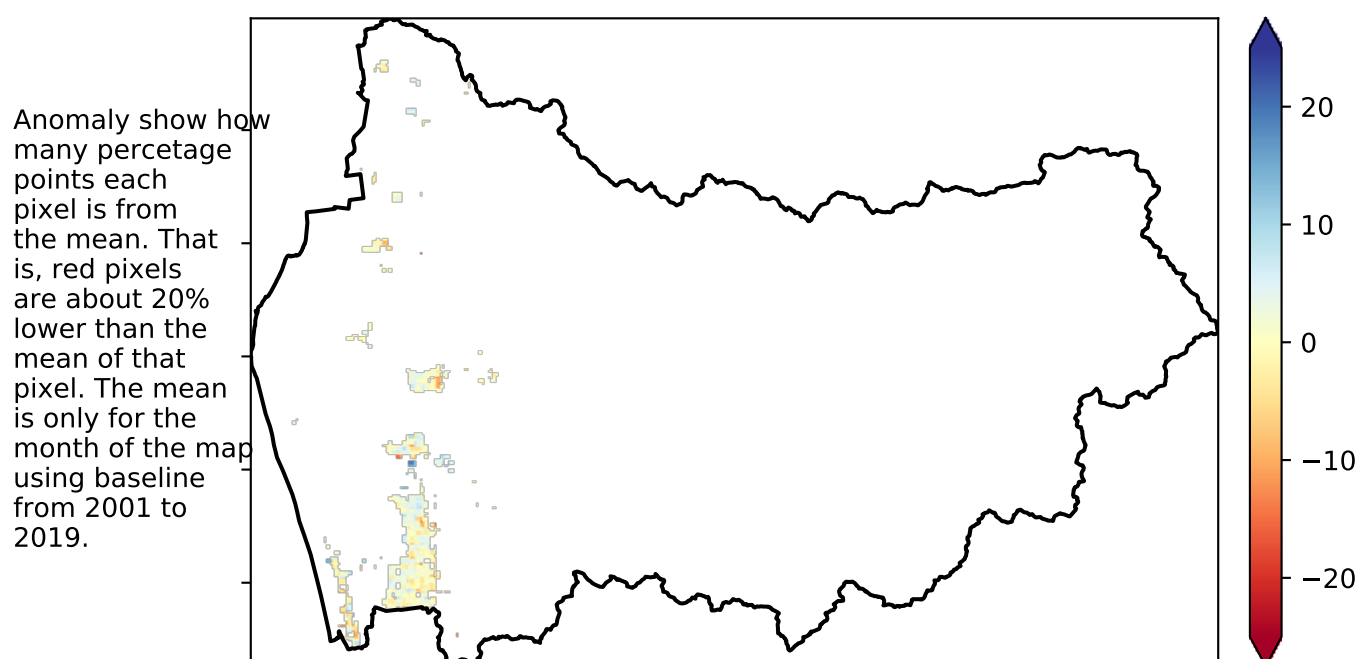 Anomaly show how
many percetage
points each
pixel is from
the mean. That
is, red pixels
are about 20%
lower than the
mean of that
pixel. The mean
is only for the
month of the map
using baseline
from 2001 to
2019.
20
10
0
−10
−20